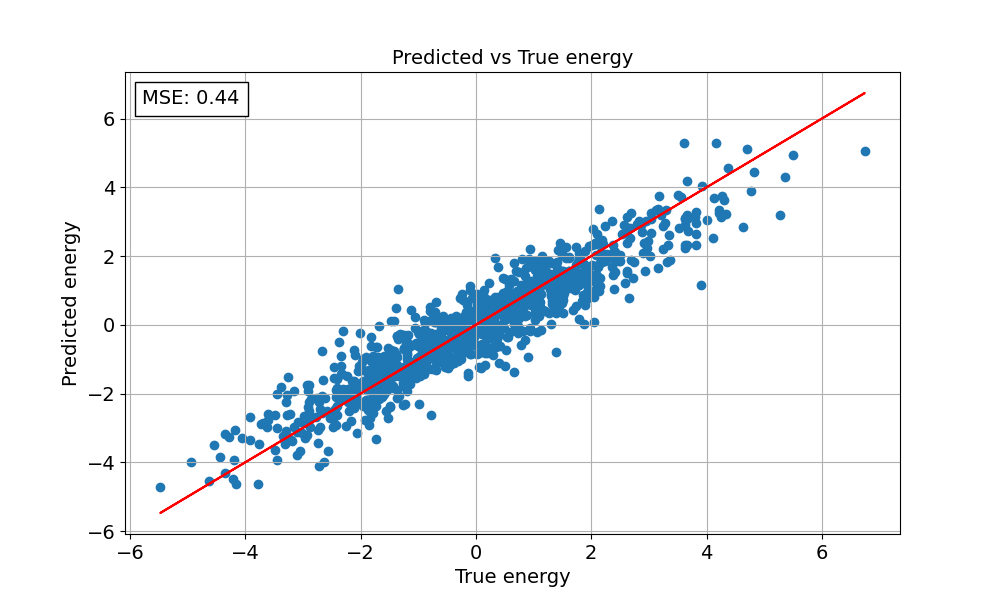 Predicted vs True energy
MSE: 0.44
Predicted energy
6
4
2
0
−2
−4
−6
−6 −4 −2 0 2 4 6
True energy